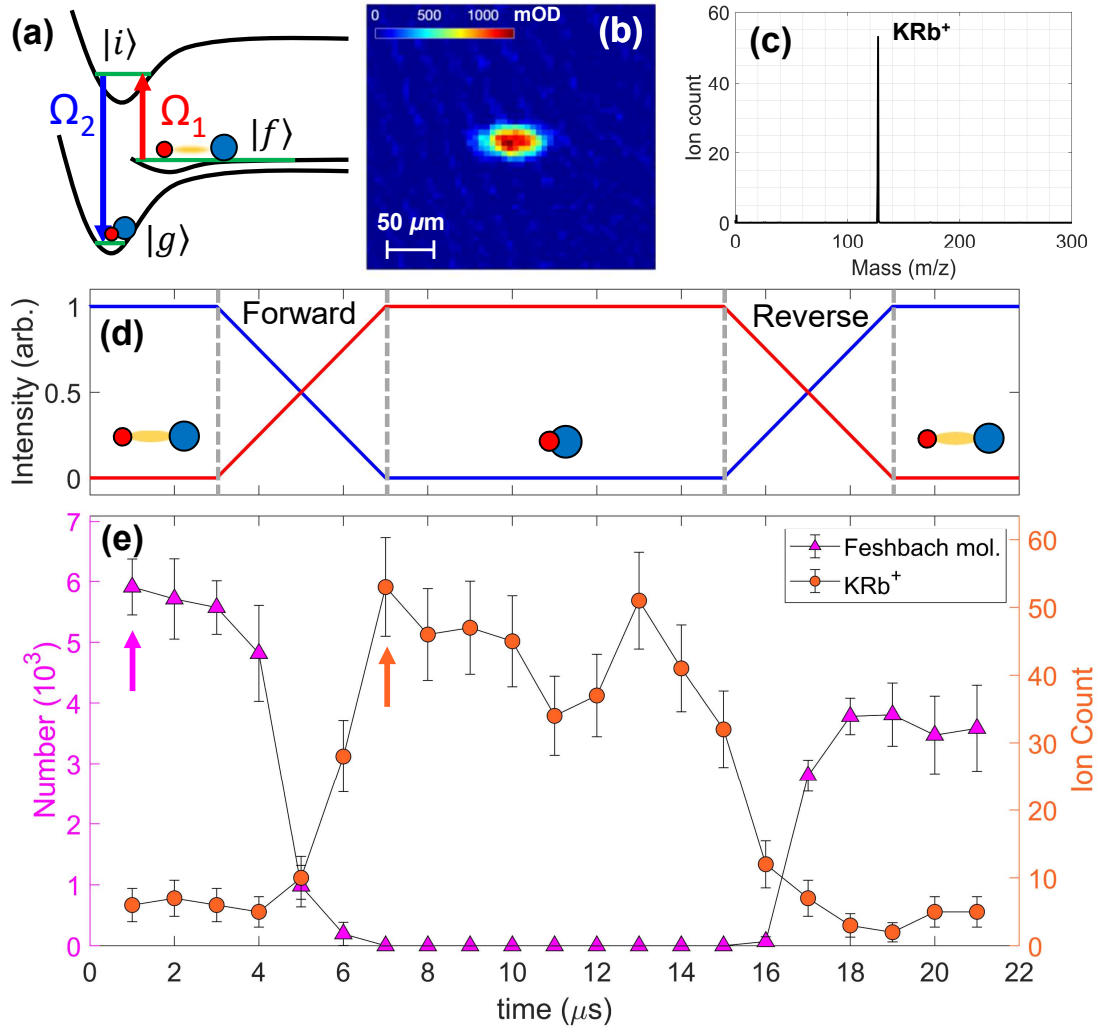 (a)
|i⟩
Ω₂
Ω₁
|f⟩
|g⟩
0 500 1000 mOD
(b)
50 µm
(c)
KRb⁺
Ion count
60
40
20
0
0 100 200 300
Mass (m/z)
(d)
Forward
Reverse
Intensity (arb.)
1
0.5
0
(e)
Feshbach mol.
KRb⁺
Number (10³)
7
6
5
4
3
2
1
0
Ion Count
60
50
40
30
20
10
0
0 2 4 6 8 10 12 14 16 18 20 22
time (µs)